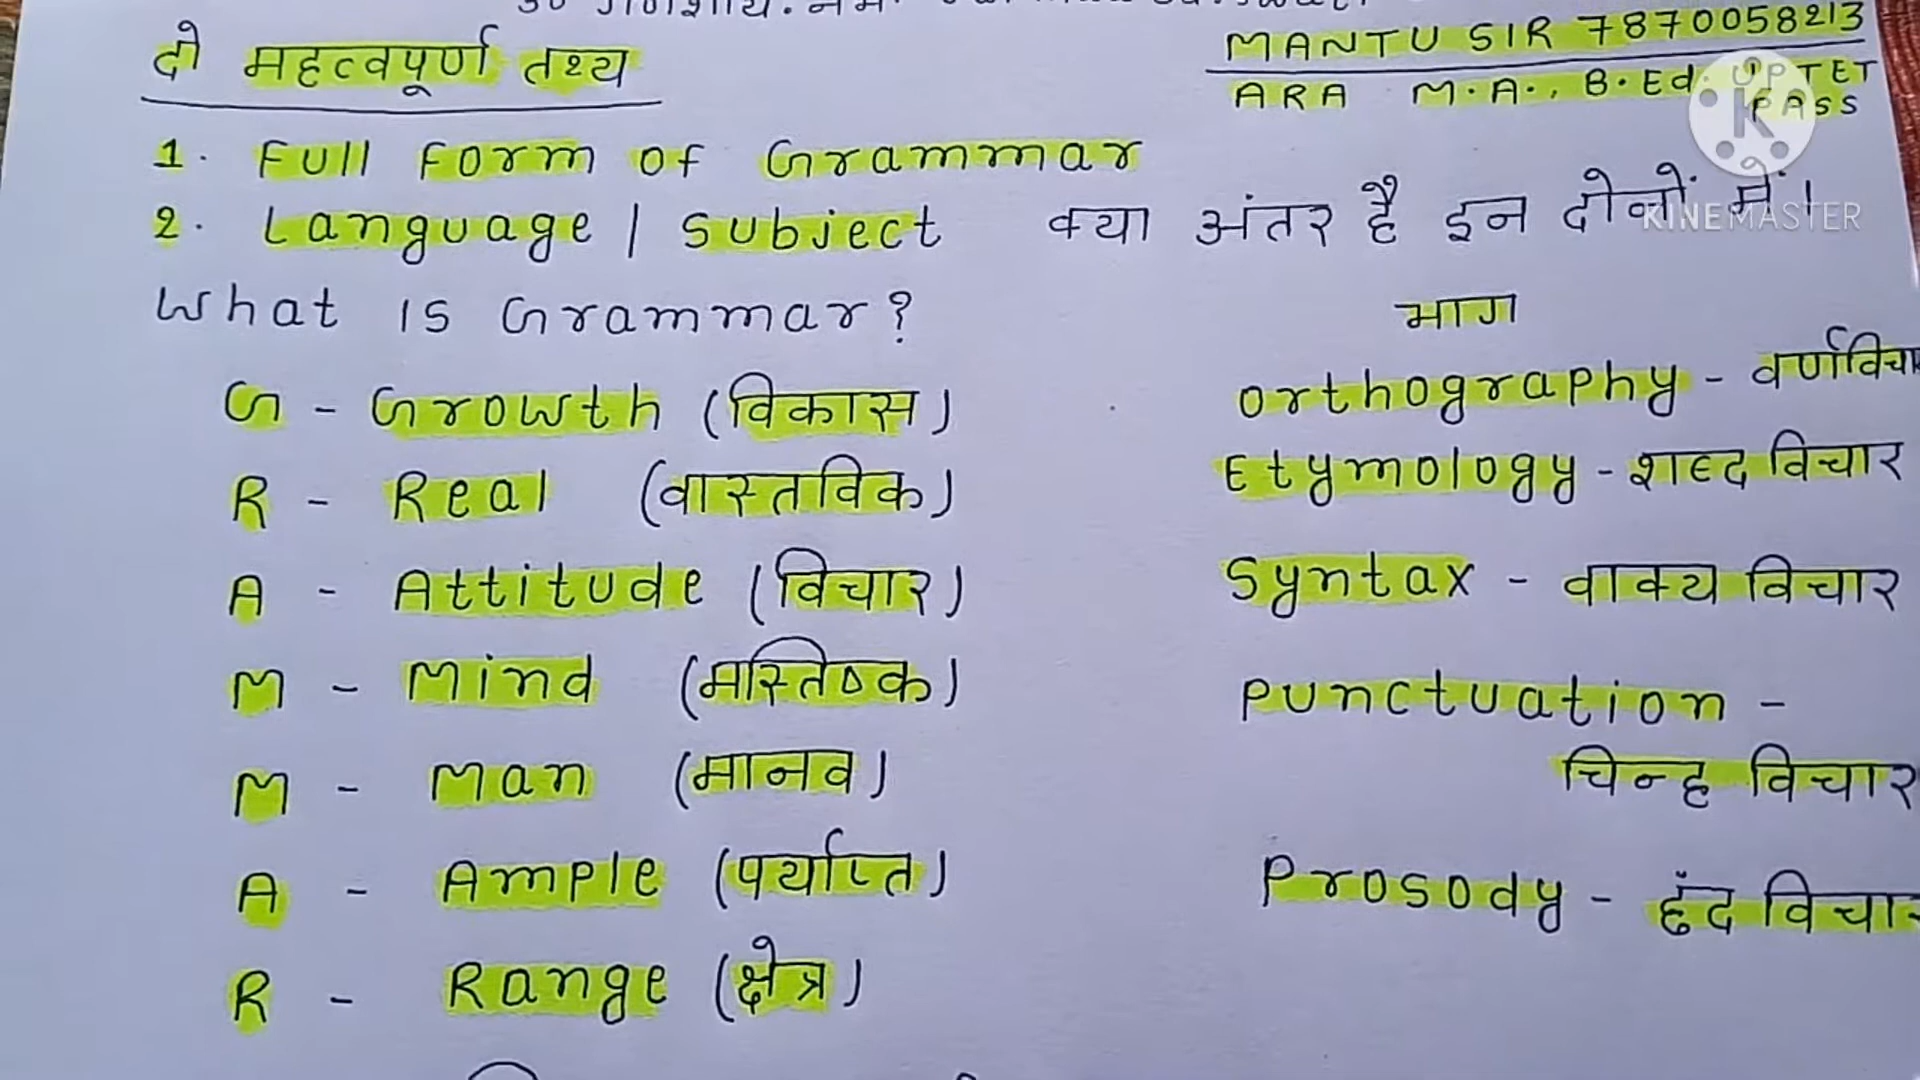 MANTU SIR 7870058213
ARA M.A., B.Ed. UPTET PASS
दो महत्वपूर्ण तथ्य
1. Full Form of Grammar
2. Language / Subject क्या अंतर है इन दोनों में।
KINEMASTER
What is Grammar?
G - Growth (विकास)
R - Real (वास्तविक)
A - Attitude (विचार)
M - Mind (मस्तिष्क)
M - Man (मानव)
A - Ample (पर्याप्त)
R - Range (क्षेत्र)
भाग
Orthography - वर्णविचा
Etymology - शब्द विचार
Syntax - वाक्य विचार
Punctuation -
चिन्ह विचार
Prosody - छंद विचार